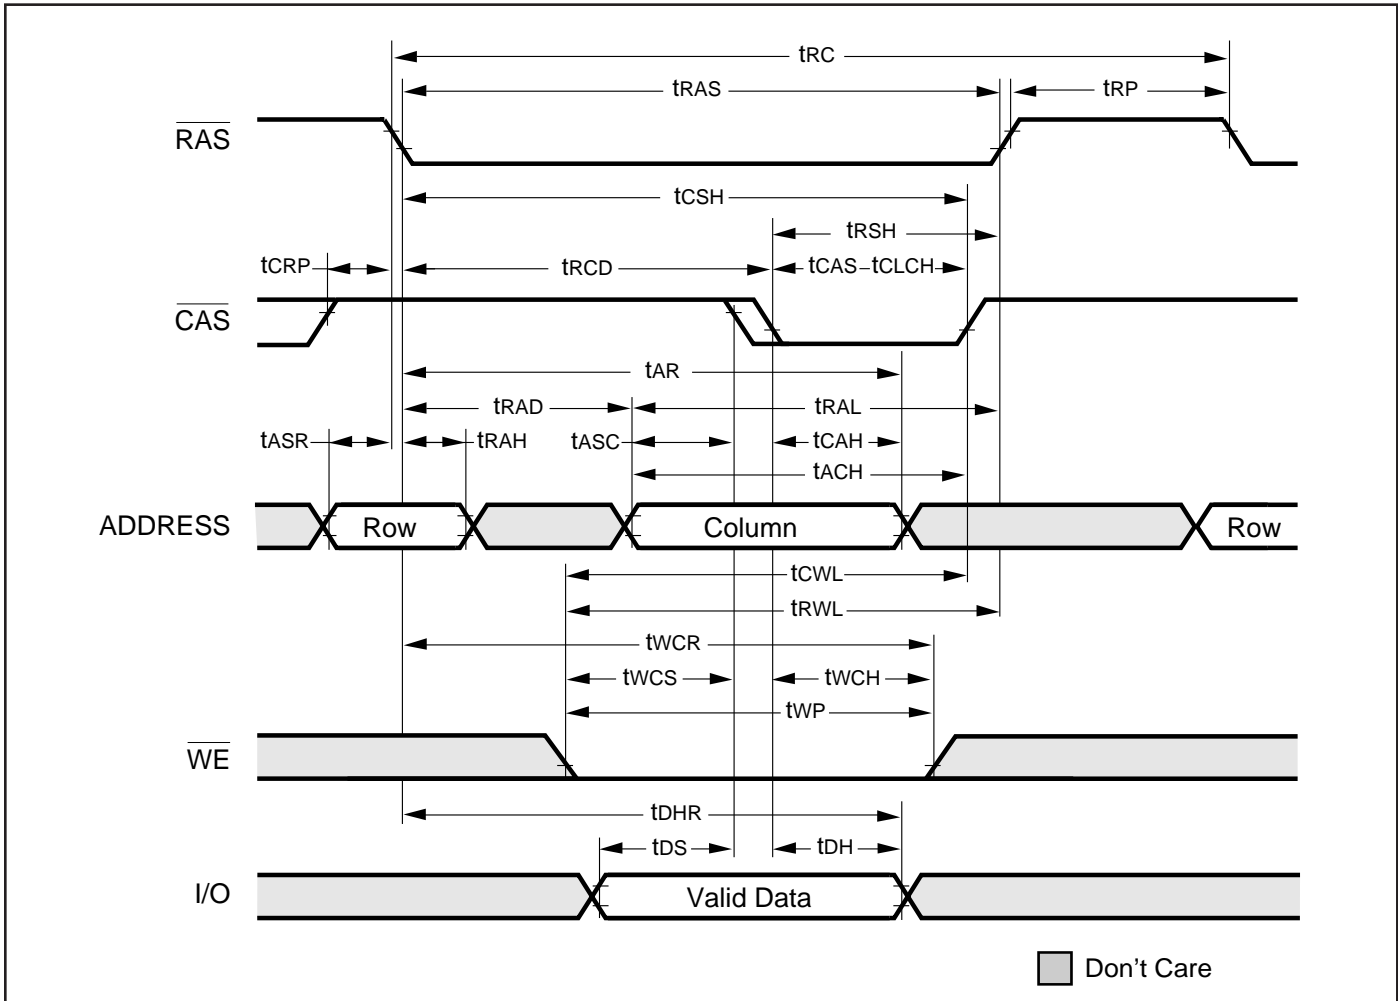 tRC
tRAS
tRP
RAS
tCSH
tRSH
tCRP
tRCD
tCAS
tCLCH
CAS
tAR
tRAD
tRAL
tASR
tRAH
tASC
tCAH
tACH
ADDRESS
Row
Column
Row
tCWL
tRWL
tWCR
tWCS
tWCH
tWP
WE
tDHR
tDS
tDH
I/O
Valid Data
Don't Care